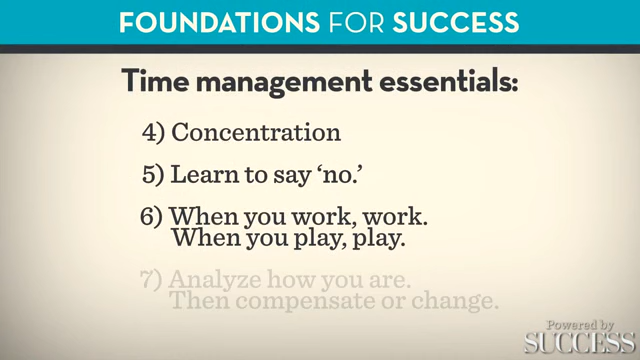 FOUNDATIONS FOR SUCCESS
Time management essentials:
4) Concentration
5) Learn to say ‘no.’
6) When you work, work.
When you play, play.
7) Analyze how you are.
Then compensate or change.
Powered by
SUCCESS